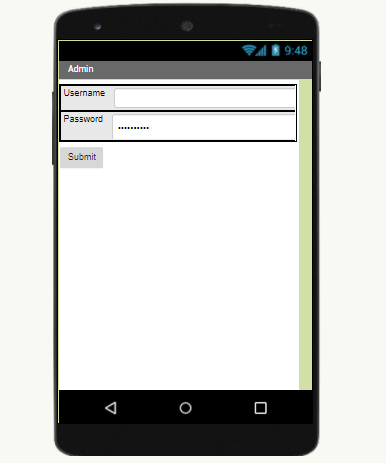 9:48
Admin
Username
Password ••••••••••
Submit